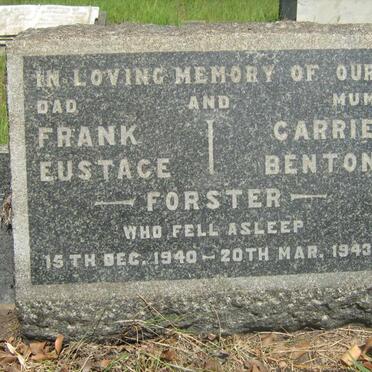 IN LOVING MEMORY OF OUR
DAD AND MUM
FRANK CARRIE
EUSTACE BENTON
FORSTER
WHO FELL ASLEEP
15TH DEC. 1940 - 20TH MAR. 1943